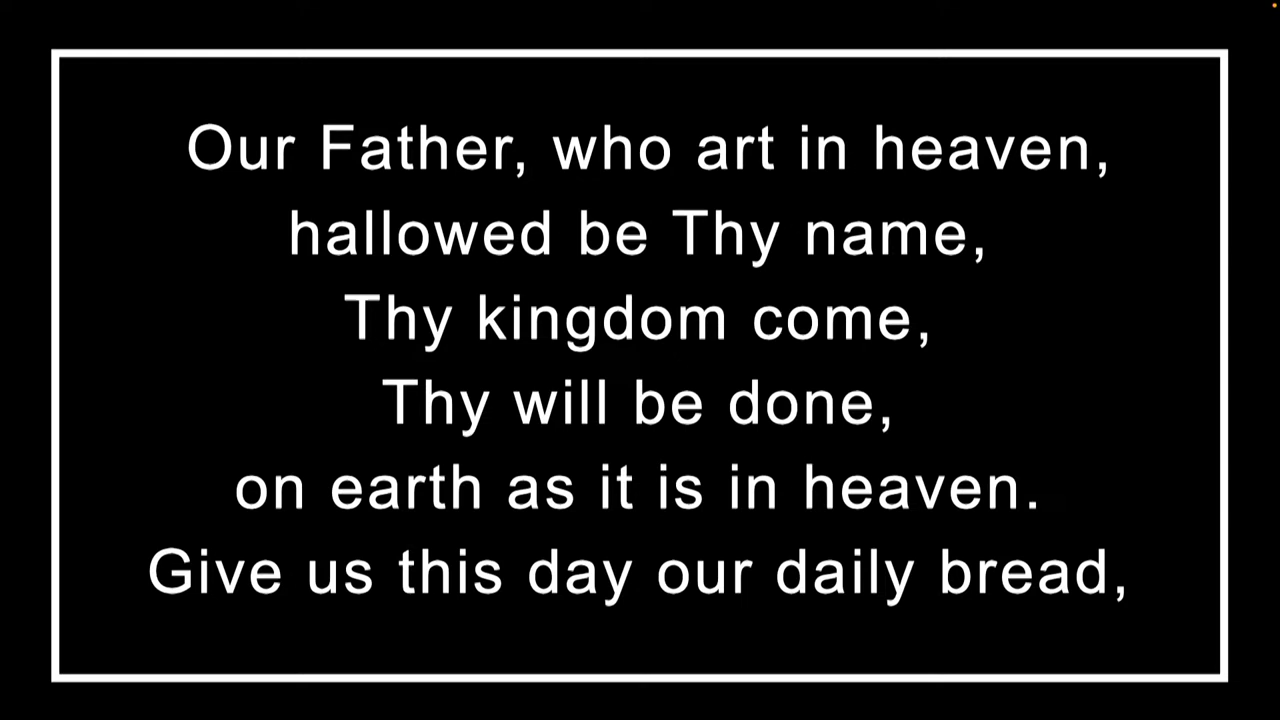 Our Father, who art in heaven,
hallowed be Thy name,
Thy kingdom come,
Thy will be done,
on earth as it is in heaven.
Give us this day our daily bread,